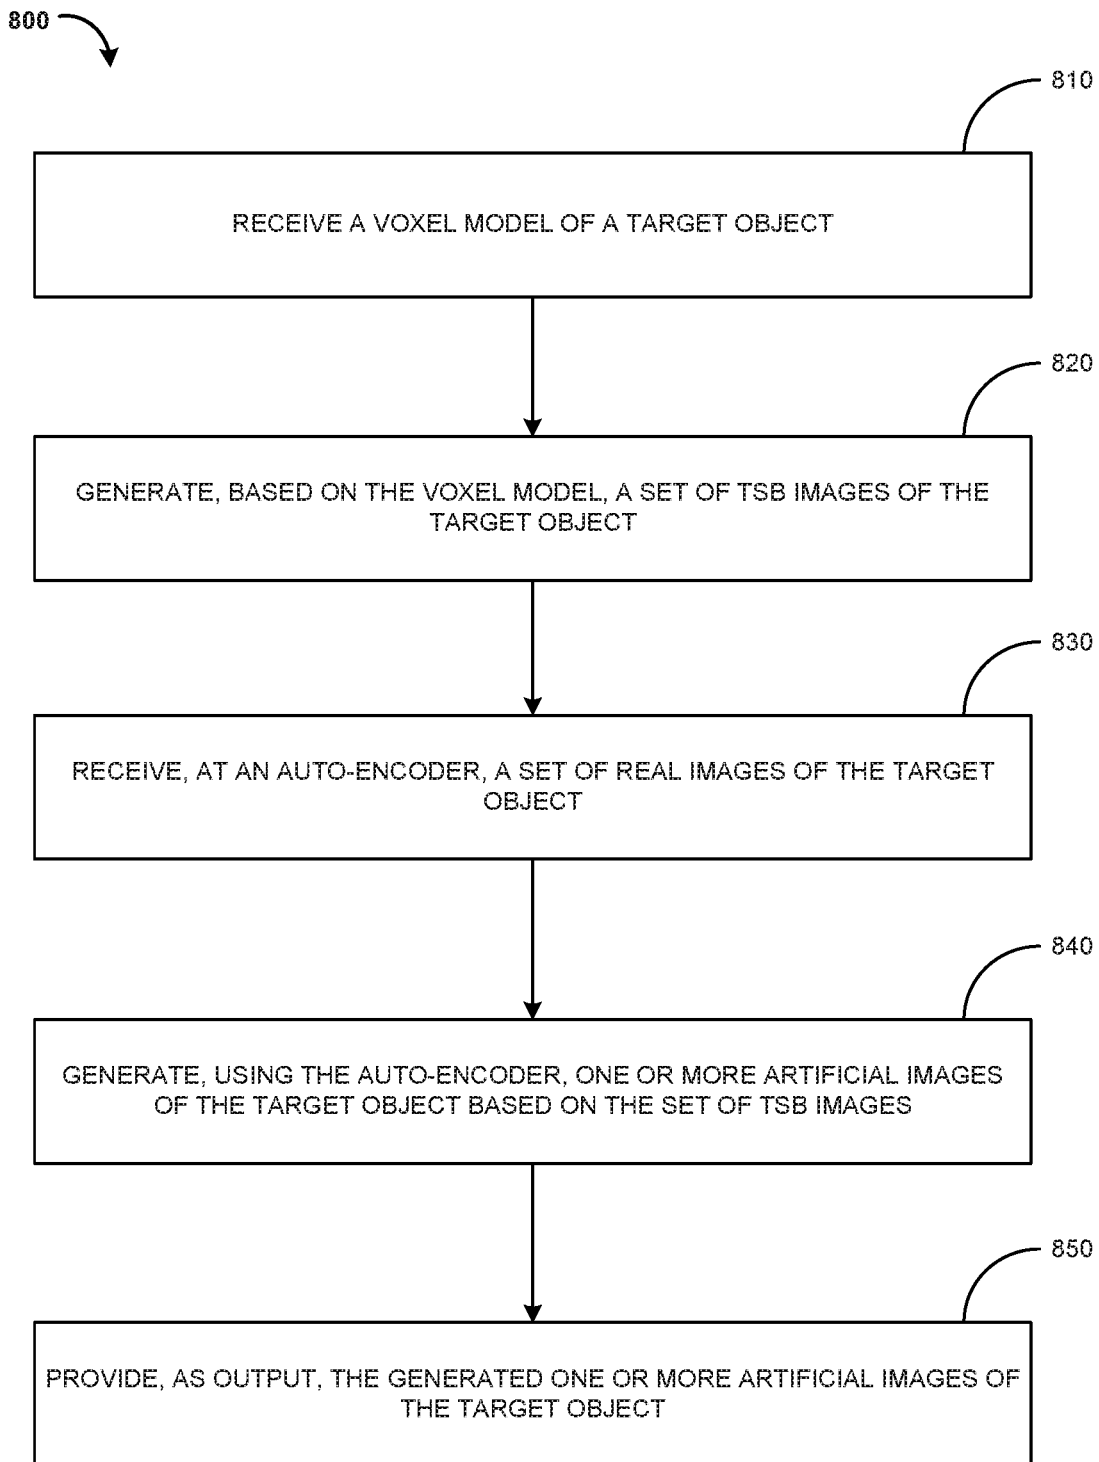 800
810
RECEIVE A VOXEL MODEL OF A TARGET OBJECT
820
GENERATE, BASED ON THE VOXEL MODEL, A SET OF TSB IMAGES OF THE
TARGET OBJECT
830
RECEIVE, AT AN AUTO-ENCODER, A SET OF REAL IMAGES OF THE TARGET
OBJECT
840
GENERATE, USING THE AUTO-ENCODER, ONE OR MORE ARTIFICIAL IMAGES
OF THE TARGET OBJECT BASED ON THE SET OF TSB IMAGES
850
PROVIDE, AS OUTPUT, THE GENERATED ONE OR MORE ARTIFICIAL IMAGES OF
THE TARGET OBJECT